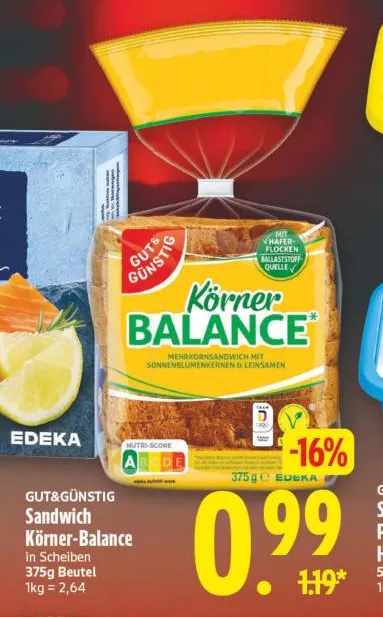 GUT&
GÜNSTIG
MIT
HAFER-
FLOCKEN
BALLASTSTOFF-
QUELLE
Körner
BALANCE*
MEHRKORNSANDWICH MIT
SONNENBLUMENKERNEN & LEINSAMEN
EDEKA
NUTRI-SCORE
A B C D E
-16%
375 g e EDEKA
GUT&GÜNSTIG
Sandwich
Körner-Balance
in Scheiben
375g Beutel
1kg = 2,64
0.99
1.19*